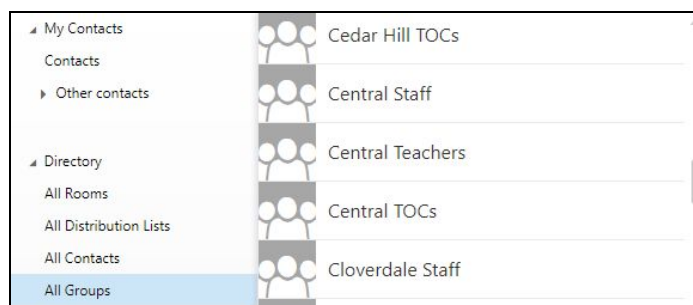 My Contacts
Contacts
Other contacts
Directory
All Rooms
All Distribution Lists
All Contacts
All Groups
Cedar Hill TOCs
Central Staff
Central Teachers
Central TOCs
Cloverdale Staff